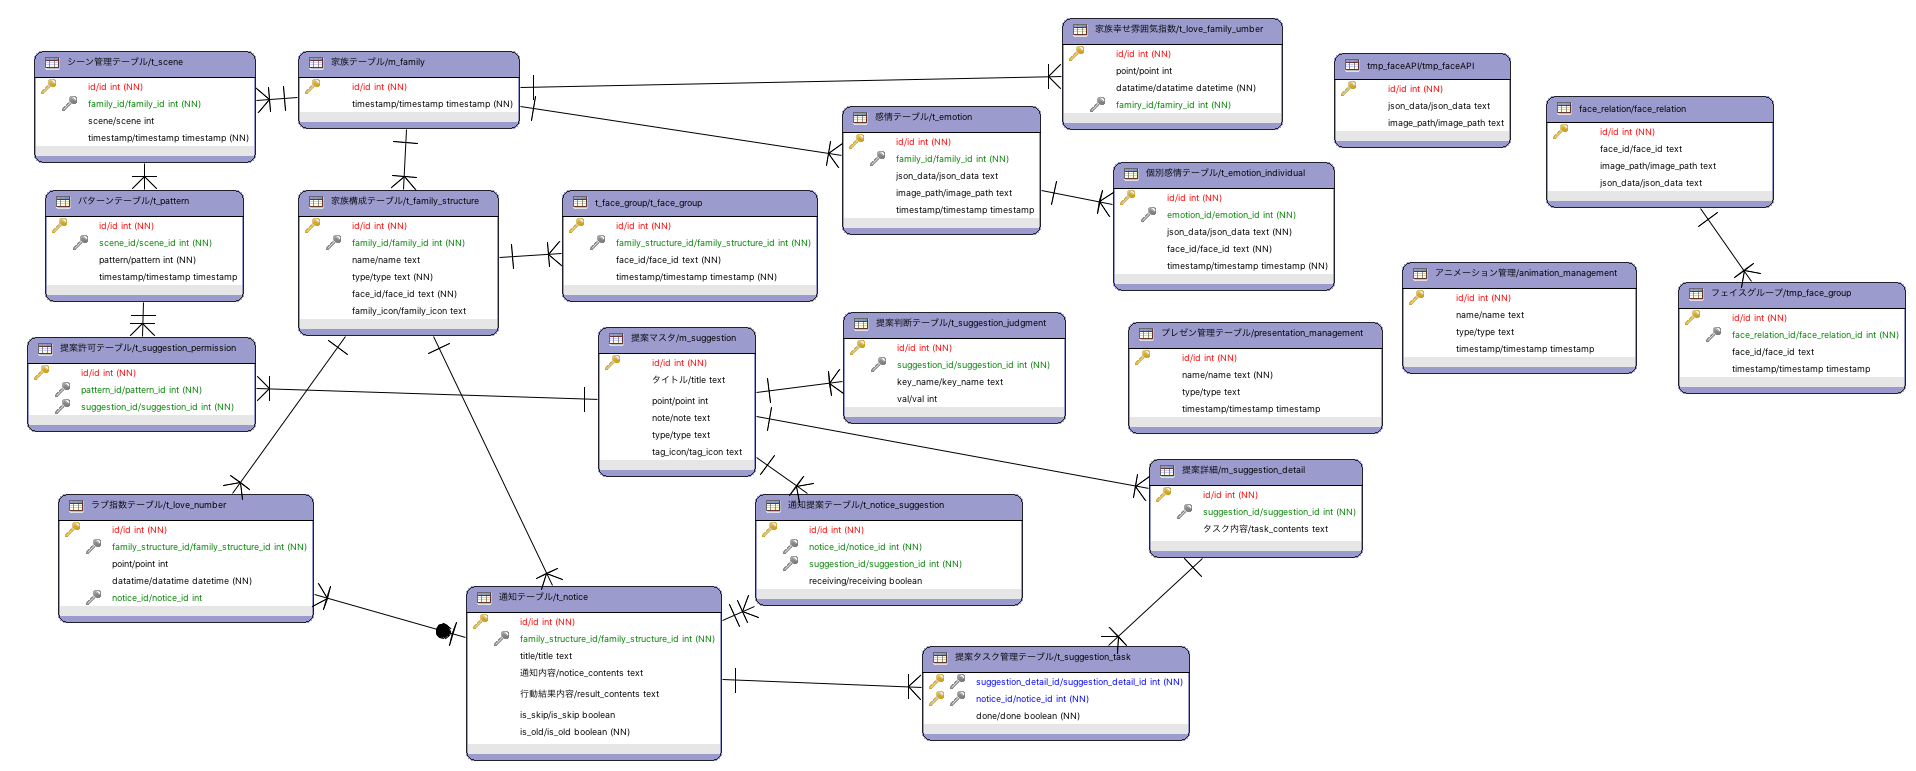 シーン管理テーブル/t_scene
id/id int (NN)
family_id/family_id int (NN)
scene/scene int
timestamp/timestamp timestamp (NN)
家族テーブル/m_family
id/id int (NN)
timestamp/timestamp timestamp (NN)
家族幸せ雰囲気指数/t_love_family_umber
id/id int (NN)
point/point int
datatime/datatime datetime (NN)
famiry_id/famiry_id int (NN)
tmp_faceAPI/tmp_faceAPI
id/id int (NN)
json_data/json_data text
image_path/image_path text
face_relation/face_relation
id/id int (NN)
face_id/face_id text
image_path/image_path text
json_data/json_data text
感情テーブル/t_emotion
id/id int (NN)
family_id/family_id int (NN)
json_data/json_data text
image_path/image_path text
timestamp/timestamp timestamp
個別感情テーブル/t_emotion_individual
id/id int (NN)
emotion_id/emotion_id int (NN)
json_data/json_data text (NN)
face_id/face_id text (NN)
timestamp/timestamp timestamp (NN)
パターンテーブル/t_pattern
id/id int (NN)
scene_id/scene_id int (NN)
pattern/pattern int (NN)
timestamp/timestamp timestamp
家族構成テーブル/t_family_structure
id/id int (NN)
family_id/family_id int (NN)
name/name text
type/type text (NN)
face_id/face_id text (NN)
family_icon/family_icon text
t_face_group/t_face_group
id/id int (NN)
family_structure_id/family_structure_id int (NN)
face_id/face_id text (NN)
timestamp/timestamp timestamp (NN)
アニメーション管理/animation_management
id/id int (NN)
name/name text
type/type text
timestamp/timestamp timestamp
フェイスグループ/tmp_face_group
id/id int (NN)
face_relation_id/face_relation_id int (NN)
face_id/face_id text
timestamp/timestamp timestamp
提案許可テーブル/t_suggestion_permission
id/id int (NN)
pattern_id/pattern_id int (NN)
suggestion_id/suggestion_id int (NN)
提案マスタ/m_suggestion
id/id int (NN)
タイトル/title text
point/point int
note/note text
type/type text
tag_icon/tag_icon text
提案判断テーブル/t_suggestion_judgment
id/id int (NN)
suggestion_id/suggestion_id int (NN)
key_name/key_name text
val/val int
プレゼン管理テーブル/presentation_management
id/id int (NN)
name/name text (NN)
type/type text
timestamp/timestamp timestamp
提案詳細/m_suggestion_detail
id/id int (NN)
suggestion_id/suggestion_id int (NN)
タスク内容/task_contents text
ラブ指数テーブル/t_love_number
id/id int (NN)
family_structure_id/family_structure_id int (NN)
point/point int
datatime/datatime datetime (NN)
notice_id/notice_id int
通知提案テーブル/t_notice_suggestion
id/id int (NN)
notice_id/notice_id int (NN)
suggestion_id/suggestion_id int (NN)
receiving/receiving boolean
通知テーブル/t_notice
id/id int (NN)
family_structure_id/family_structure_id int (NN)
title/title text
通知内容/notice_contents text
行動結果内容/result_contents text
is_skip/is_skip boolean
is_old/is_old boolean (NN)
提案タスク管理テーブル/t_suggestion_task
suggestion_detail_id/suggestion_detail_id int (NN)
notice_id/notice_id int (NN)
done/done boolean (NN)